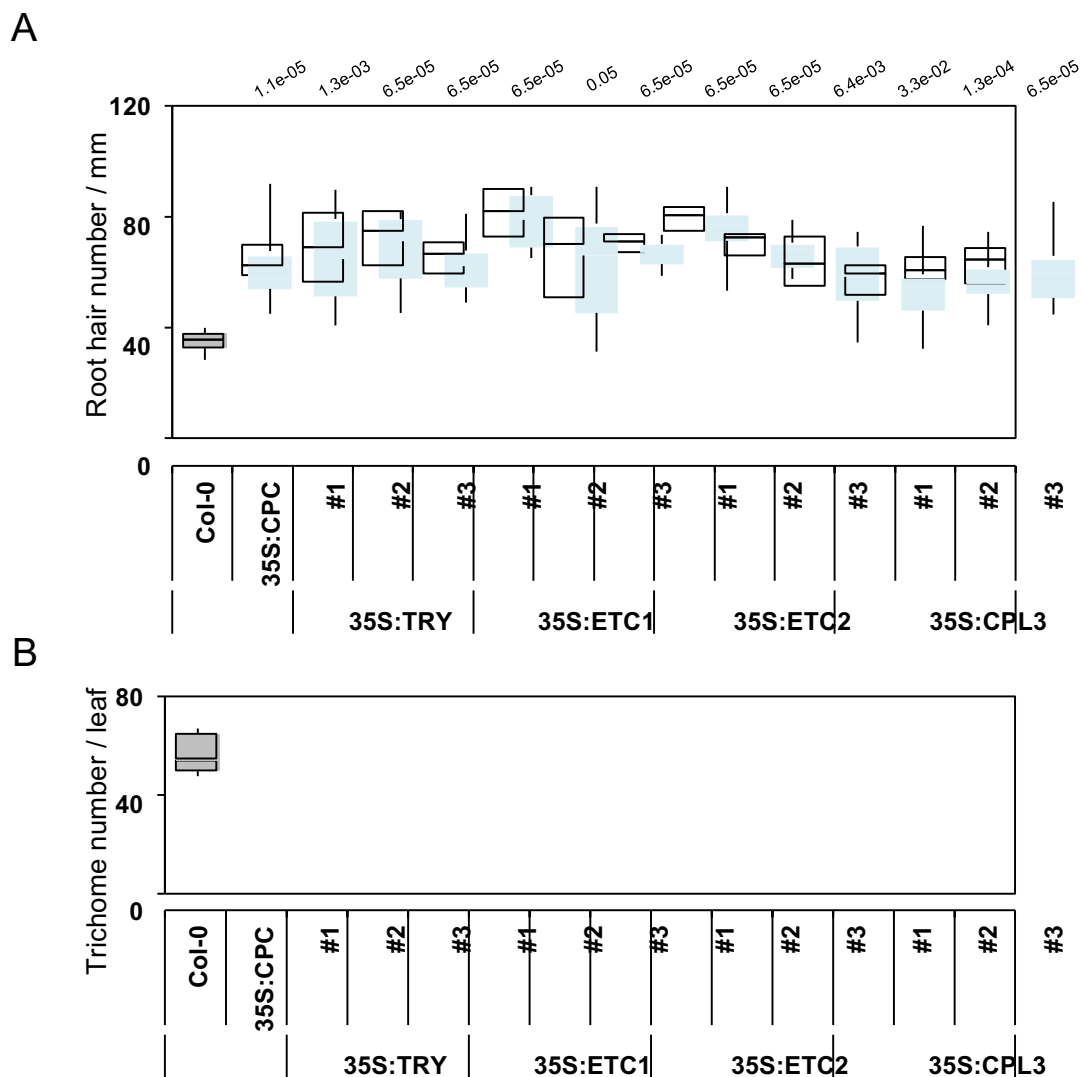 A
1.1e-05 1.3e-03 6.5e-05 6.5e-05 6.5e-05 0.05 6.5e-05 6.5e-05 6.5e-05 6.4e-03 3.3e-02 1.3e-04 6.5e-05
120
80
40
0
Root hair number / mm
Col-0 35S:CPC #1 #2 #3 #1 #2 #3 #1 #2 #3 #1 #2 #3
35S:TRY 35S:ETC1 35S:ETC2 35S:CPL3
B
80
40
0
Trichome number / leaf
Col-0 35S:CPC #1 #2 #3 #1 #2 #3 #1 #2 #3 #1 #2 #3
35S:TRY 35S:ETC1 35S:ETC2 35S:CPL3